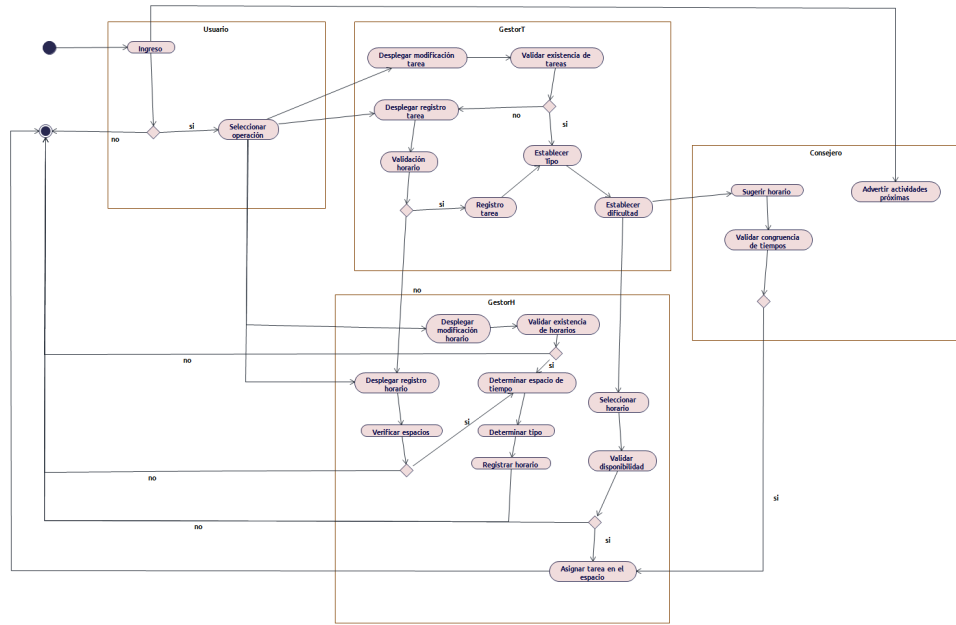 Usuario
GestorT
Ingreso
Desplegar modificación
tarea
Validar existencia de
tareas
Desplegar registro
tarea
no
si
si
Seleccionar
operación
no
Establecer
Tipo
Validación
horario
Consejero
Sugerir horario
Advertir actividades
próximas
si
Registro
tarea
Establecer
dificultad
Validar congruencia
de tiempos
no
GestorH
Desplegar
modificación
horario
Validar existencia
de horarios
no
si
Desplegar registro
horario
Determinar espacio de
tiempo
Seleccionar
horario
si
Verificar espacios
Determinar tipo
Registrar horario
Validar
disponibilidad
no
si
no
si
Asignar tarea en el
espacio